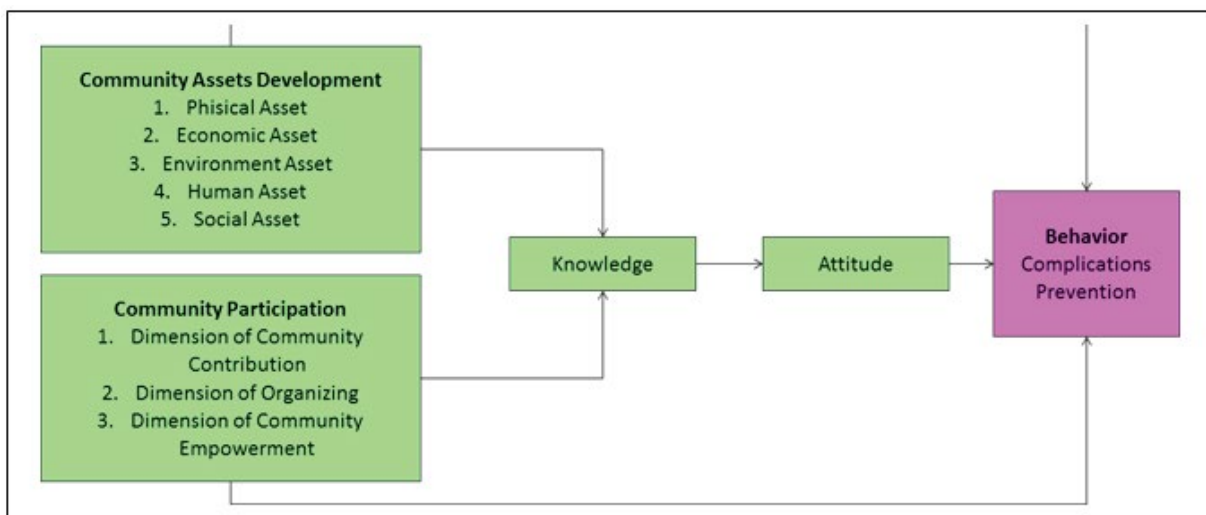 Community Assets Development
1. Phisical Asset
2. Economic Asset
3. Environment Asset
4. Human Asset
5. Social Asset
Community Participation
1. Dimension of Community
Contribution
2. Dimension of Organizing
3. Dimension of Community
Empowerment
Knowledge
Attitude
Behavior
Complications
Prevention